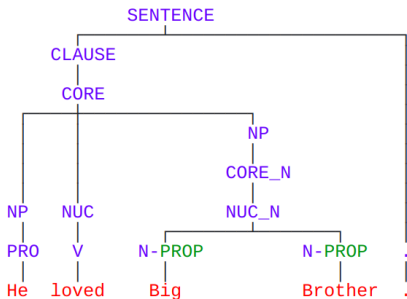 SENTENCE
CLAUSE
CORE
NP
CORE_N
NP NUC NUC_N
PRO V N-PROP N-PROP .
He loved Big Brother .